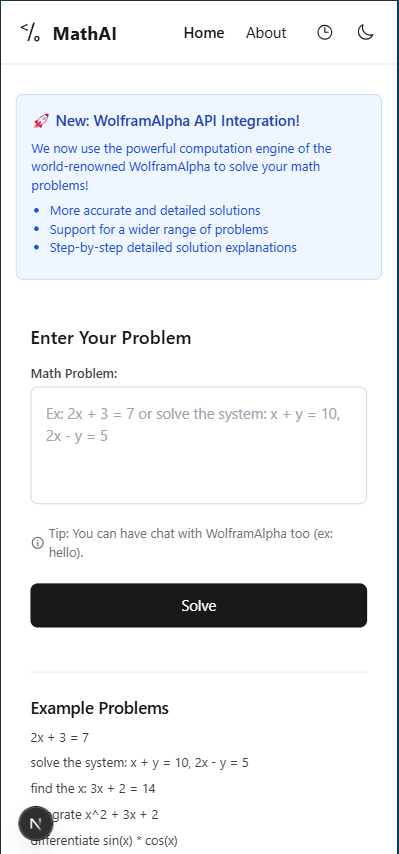 MathAI
Home
About
🚀 New: WolframAlpha API Integration!
We now use the powerful computation engine of the
world-renowned WolframAlpha to solve your math
problems!
• More accurate and detailed solutions
• Support for a wider range of problems
• Step-by-step detailed solution explanations
Enter Your Problem
Math Problem:
Ex: 2x + 3 = 7 or solve the system: x + y = 10,
2x - y = 5
Tip: You can have chat with WolframAlpha too (ex:
hello).
Solve
Example Problems
2x + 3 = 7
solve the system: x + y = 10, 2x - y = 5
find the x: 3x + 2 = 14
grate x^2 + 3x + 2
N
differentiate sin(x) * cos(x)